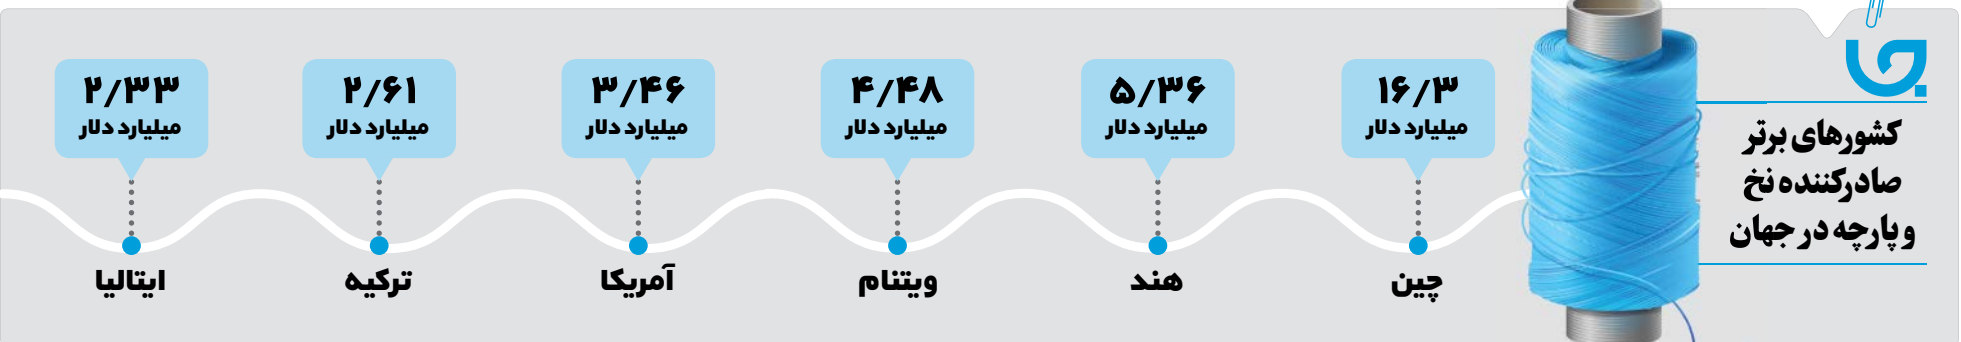 کشورهای برتر
صادرکننده نخ
و پارچه در جهان
۱۶/۳
میلیارد دلار
چین
۵/۳۶
میلیارد دلار
هند
۴/۴۸
میلیارد دلار
ویتنام
۳/۴۶
میلیارد دلار
آمریکا
۲/۶۱
میلیارد دلار
ترکیه
۲/۳۳
میلیارد دلار
ایتالیا